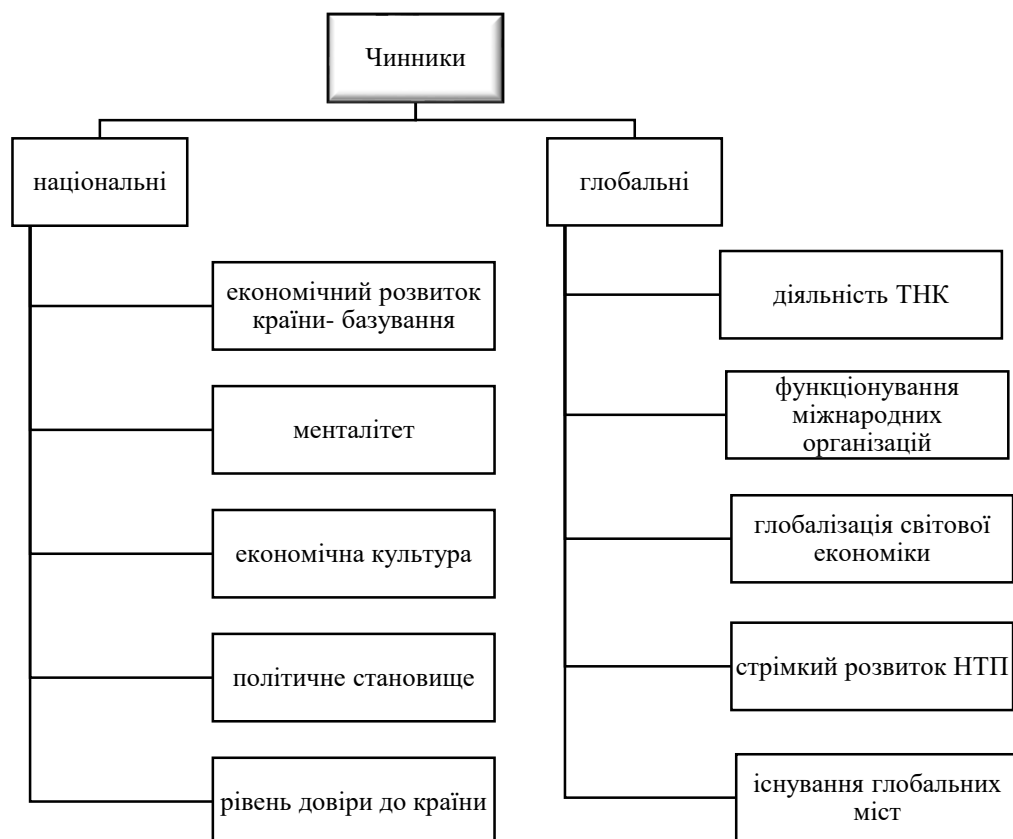 Чинники
національні
економічний розвиток
країни- базування
менталітет
економічна культура
політичне становище
рівень довіри до країни
глобальні
діяльність ТНК
функціонування
міжнародних
організацій
глобалізація світової
економіки
стрімкий розвиток НТП
існування глобальних
міст